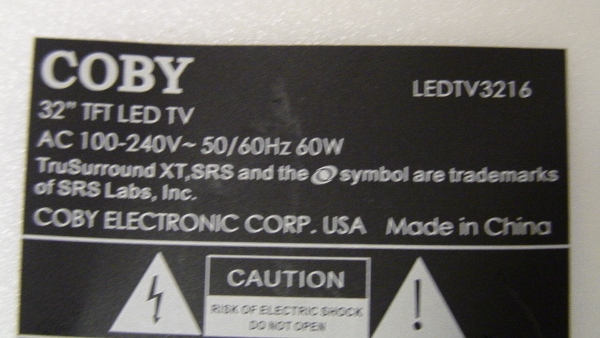 COBY
LEDTV3216
32" TFT LED TV
AC 100-240V~ 50/60Hz 60W
TruSurround XT,SRS and the symbol are trademarks
of SRS Labs, Inc.
COBY ELECTRONIC CORP. USA Made in China
CAUTION
RISK OF ELECTRIC SHOCK
DO NOT OPEN
!